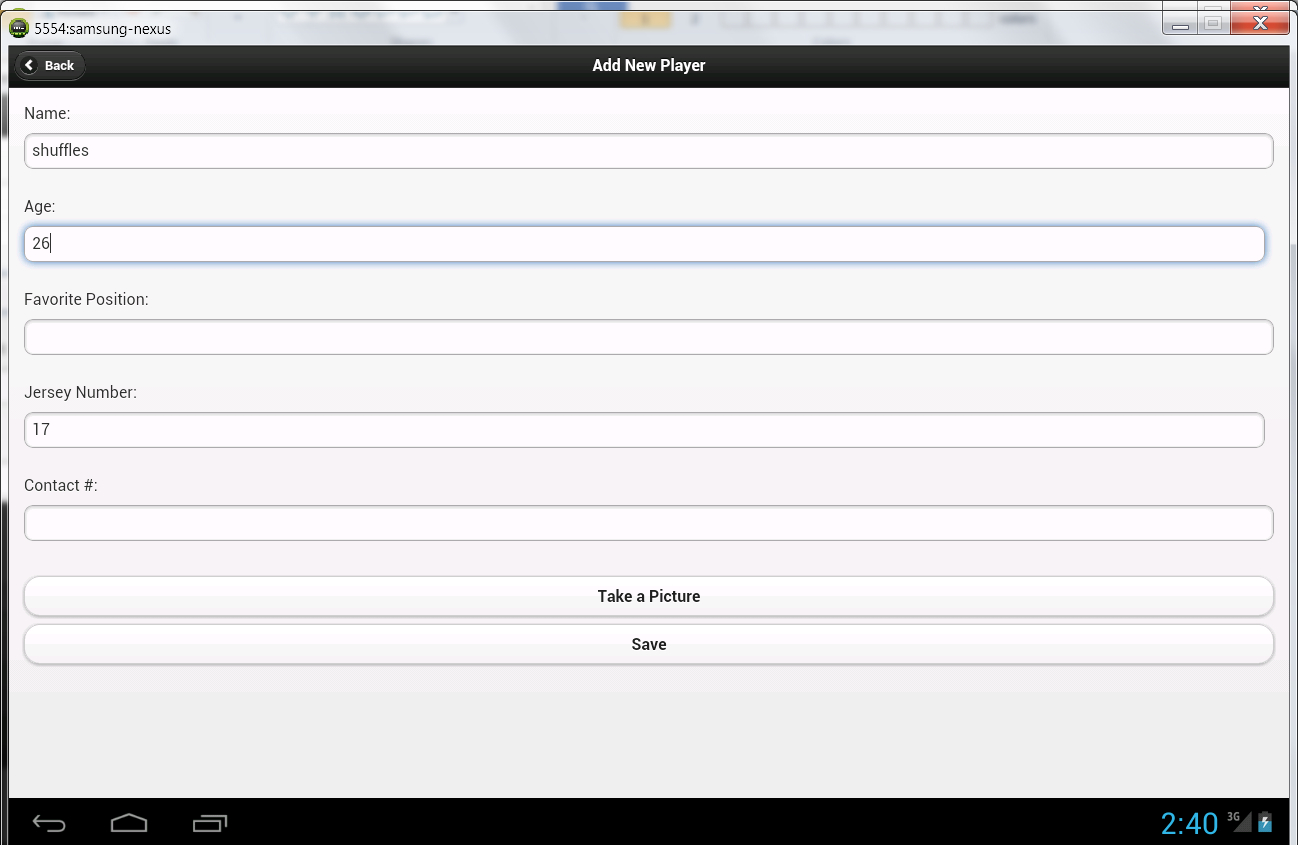 5554:samsung-nexus
Back
Add New Player
Name:
shuffles
Age:
26
Favorite Position:
Jersey Number:
17
Contact #:
Take a Picture
Save
2:40
3G